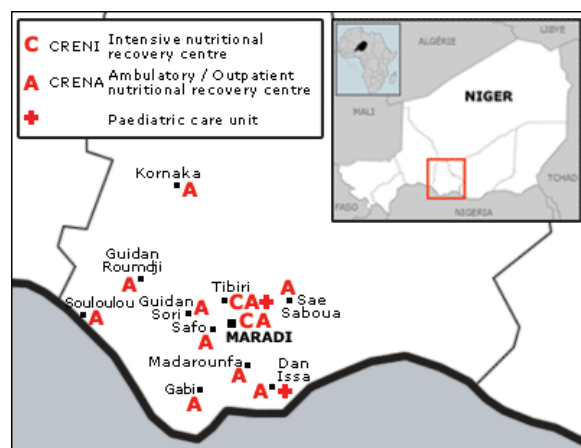 C CRENI Intensive nutritional
recovery centre
A CRENA Ambulatory / Outpatient
nutritional recovery centre
Paediatric care unit
ALGÉRIE
LIBYE
MALI
NIGER
TCHAD
FASO
NIGERIA
Kornaka
A
Guidan
Roumdji
A
Souloulou
A
Guidan
Sori
A
Tibiri
C A
A
Sae
Saboua
Safo
A
C A
MARADI
Madarounfa
A
Dan
Issa
A
Gabi
A